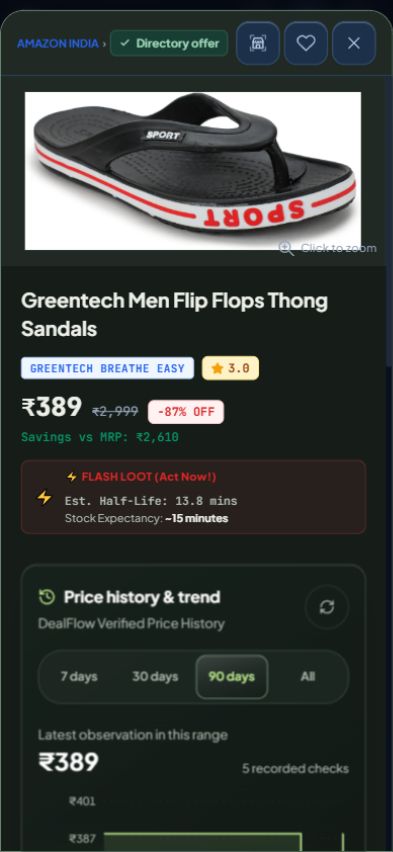 AMAZON INDIA › ✓ Directory offer
SPORT
SPORT
Click to zoom
Greentech Men Flip Flops Thong
Sandals
GREENTECH BREATHE EASY ★ 3.0
₹389 ₹2,999 -87% OFF
Savings vs MRP: ₹2,610
⚡ FLASH LOOT (Act Now!)
⚡ Est. Half-Life: 13.8 mins
Stock Expectancy: ~15 minutes
Price history & trend
DealFlow Verified Price History
7 days 30 days 90 days All
Latest observation in this range
₹389 5 recorded checks
₹401
₹387